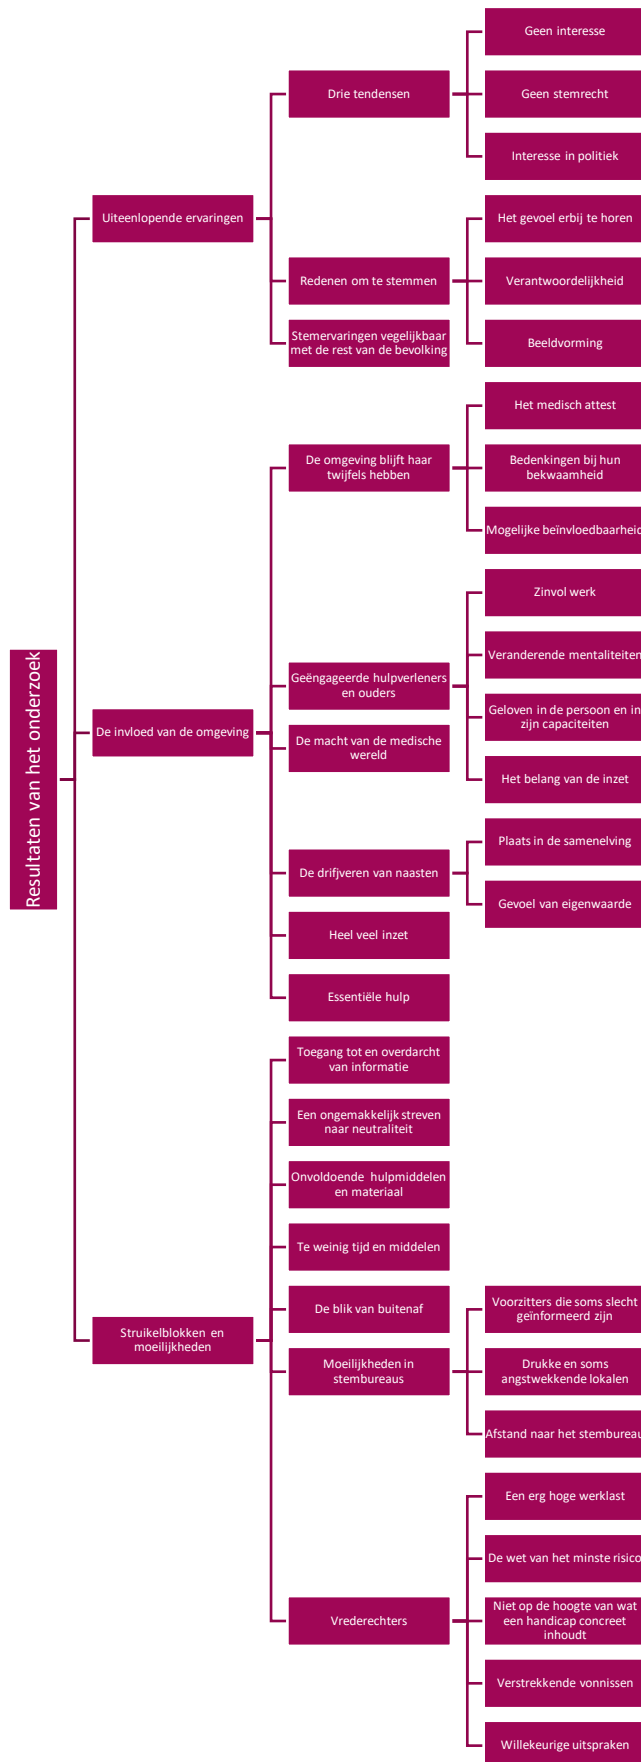 Resultaten van het onderzoek
Uiteenlopende ervaringen
Drie tendensen
Geen interesse
Geen stemrecht
Interesse in politiek
Redenen om te stemmen
Het gevoel erbij te horen
Verantwoordelijkheid
Beeldvorming
Stemervaringen vegelijkbaar
met de rest van de bevolking
De invloed van de omgeving
De omgeving blijft haar
twijfels hebben
Het medisch attest
Bedenkingen bij hun
bekwaamheid
Mogelijke beïnvloedbaarheid
Geëngageerde hulpverleners
en ouders
Zinvol werk
Veranderende mentaliteiten
Geloven in de persoon en in
zijn capaciteiten
Het belang van de inzet
De macht van de medische
wereld
De drifjveren van naasten
Plaats in de samenelving
Gevoel van eigenwaarde
Heel veel inzet
Essentiële hulp
Struikelblokken en
moeilijkheden
Toegang tot en overdarcht
van informatie
Een ongemakkelijk streven
naar neutraliteit
Onvoldoende hulpmiddelen
en materiaal
Te weinig tijd en middelen
De blik van buitenaf
Moeilijkheden in
stembureaus
Voorzitters die soms slecht
geïnformeerd zijn
Drukke en soms
angstwekkende lokalen
Afstand naar het stembureau
Vrederechters
Een erg hoge werklast
De wet van het minste risico
Niet op de hoogte van wat
een handicap concreet
inhoudt
Verstrekkende vonnissen
Willekeurige uitspraken